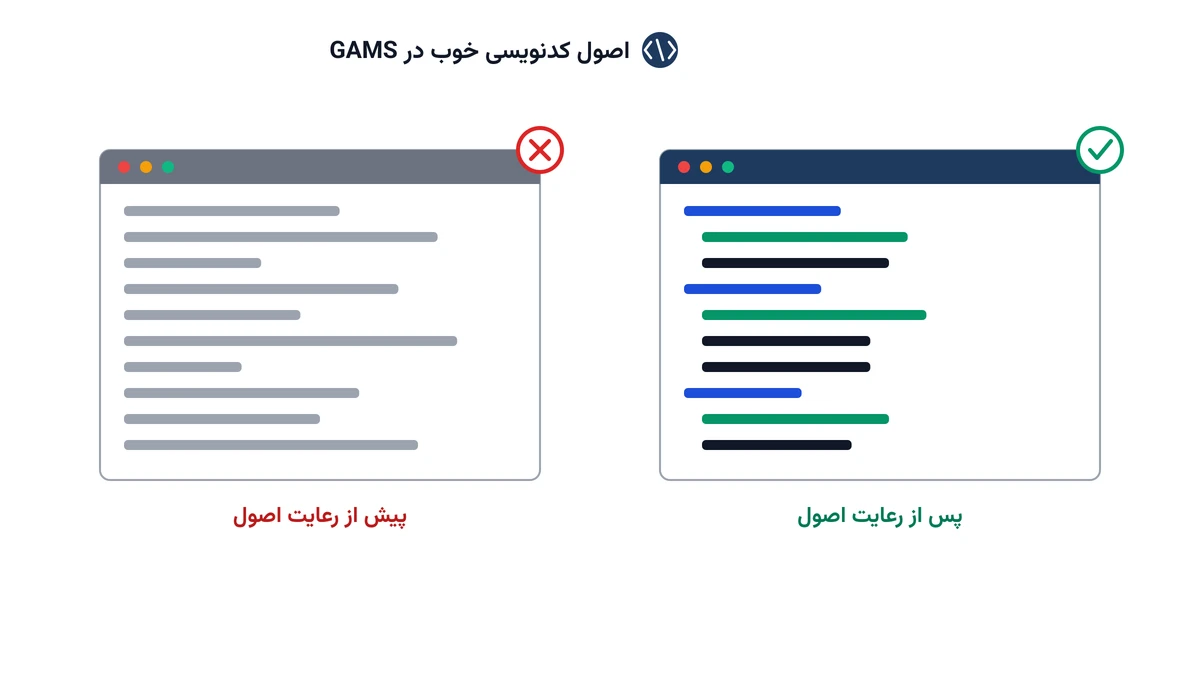 اصول کدنویسی خوب در GAMS
پس از رعایت اصول
پیش از رعایت اصول